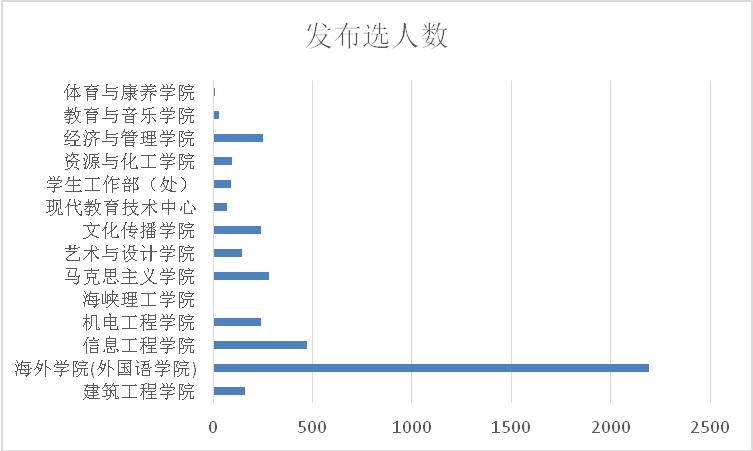 发布选人数
体育与康养学院
教育与音乐学院
经济与管理学院
资源与化工学院
学生工作部（处）
现代教育技术中心
文化传播学院
艺术与设计学院
马克思主义学院
海峡理工学院
机电工程学院
信息工程学院
海外学院(外国语学院)
建筑工程学院
0 500 1000 1500 2000 2500